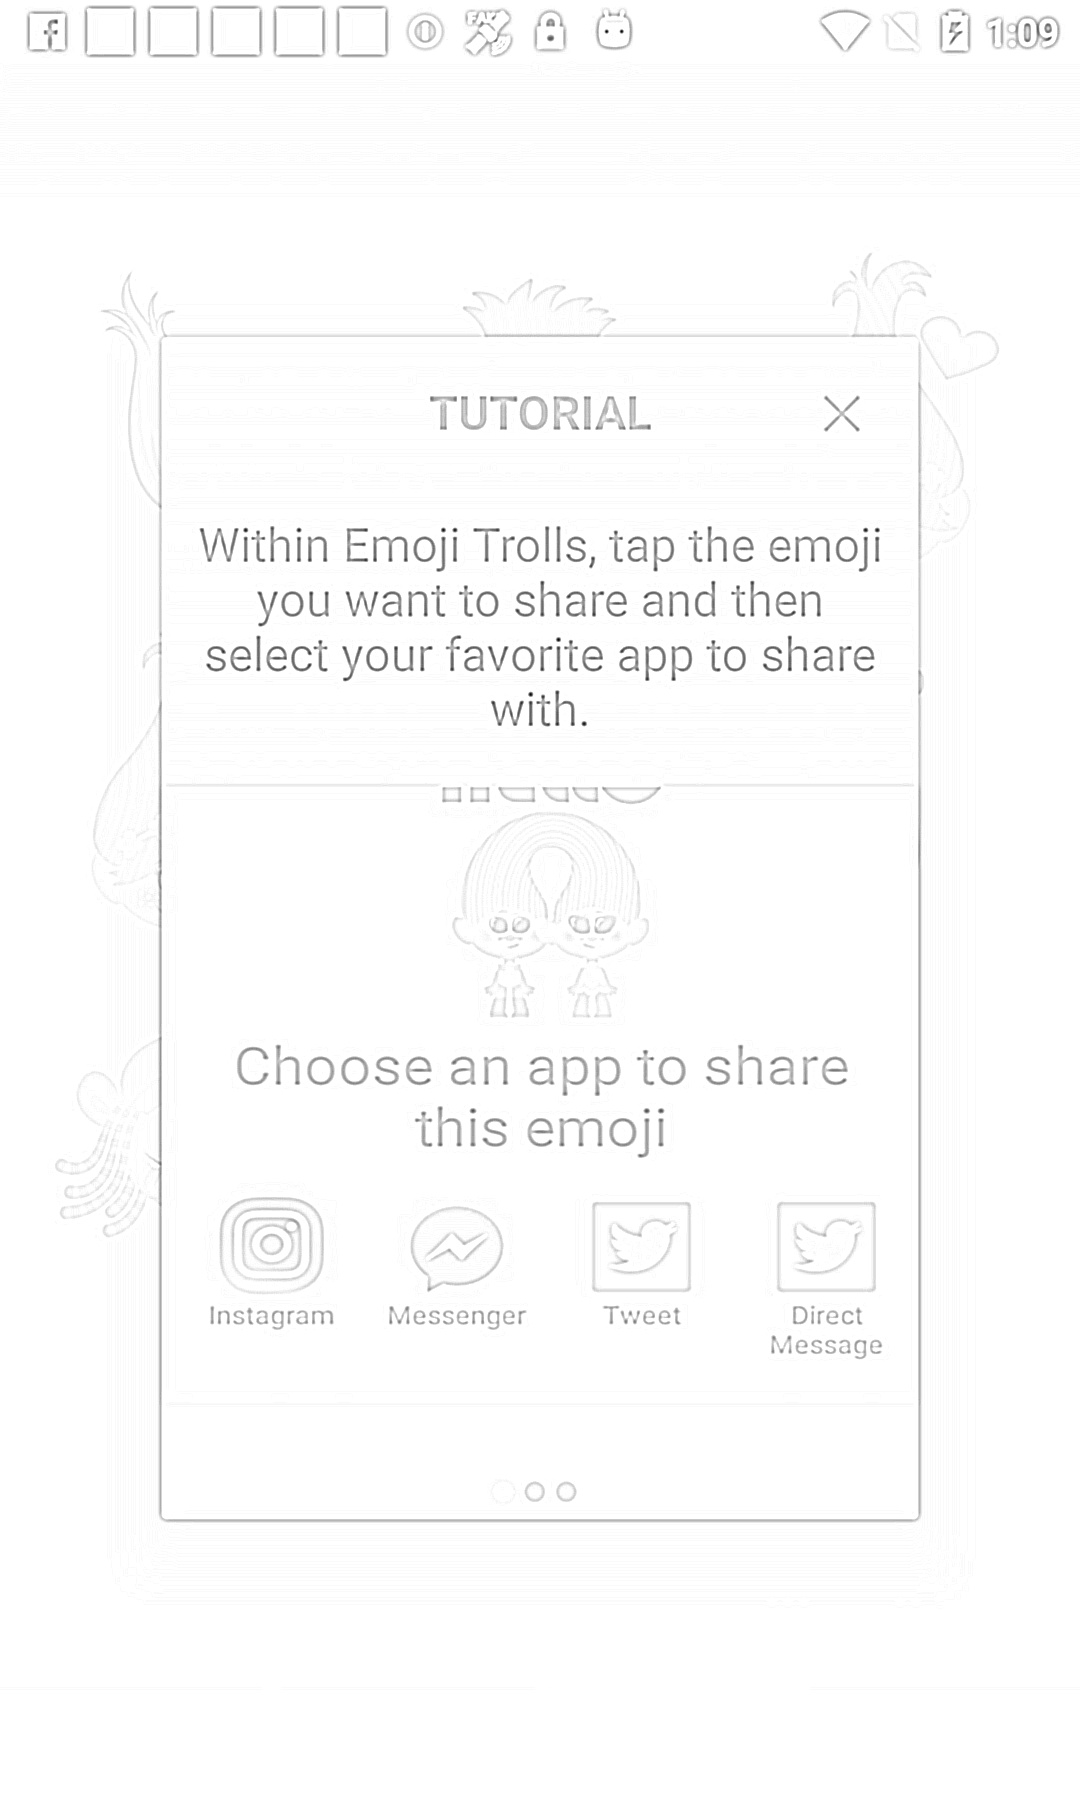 1:09
TUTORIAL
Within Emoji Trolls, tap the emoji
you want to share and then
select your favorite app to share
with.
Choose an app to share
this emoji
Instagram
Messenger
Tweet
Direct
Message